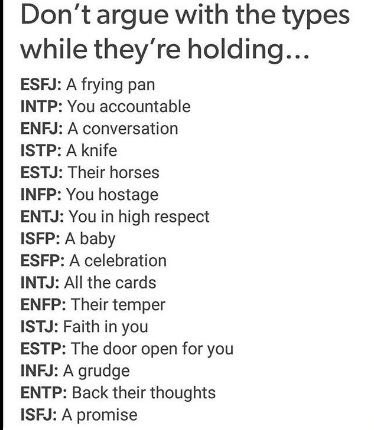 Don’t argue with the types
while they’re holding...
ESFJ: A frying pan
INTP: You accountable
ENFJ: A conversation
ISTP: A knife
ESTJ: Their horses
INFP: You hostage
ENTJ: You in high respect
ISFP: A baby
ESFP: A celebration
INTJ: All the cards
ENFP: Their temper
ISTJ: Faith in you
ESTP: The door open for you
INFJ: A grudge
ENTP: Back their thoughts
ISFJ: A promise